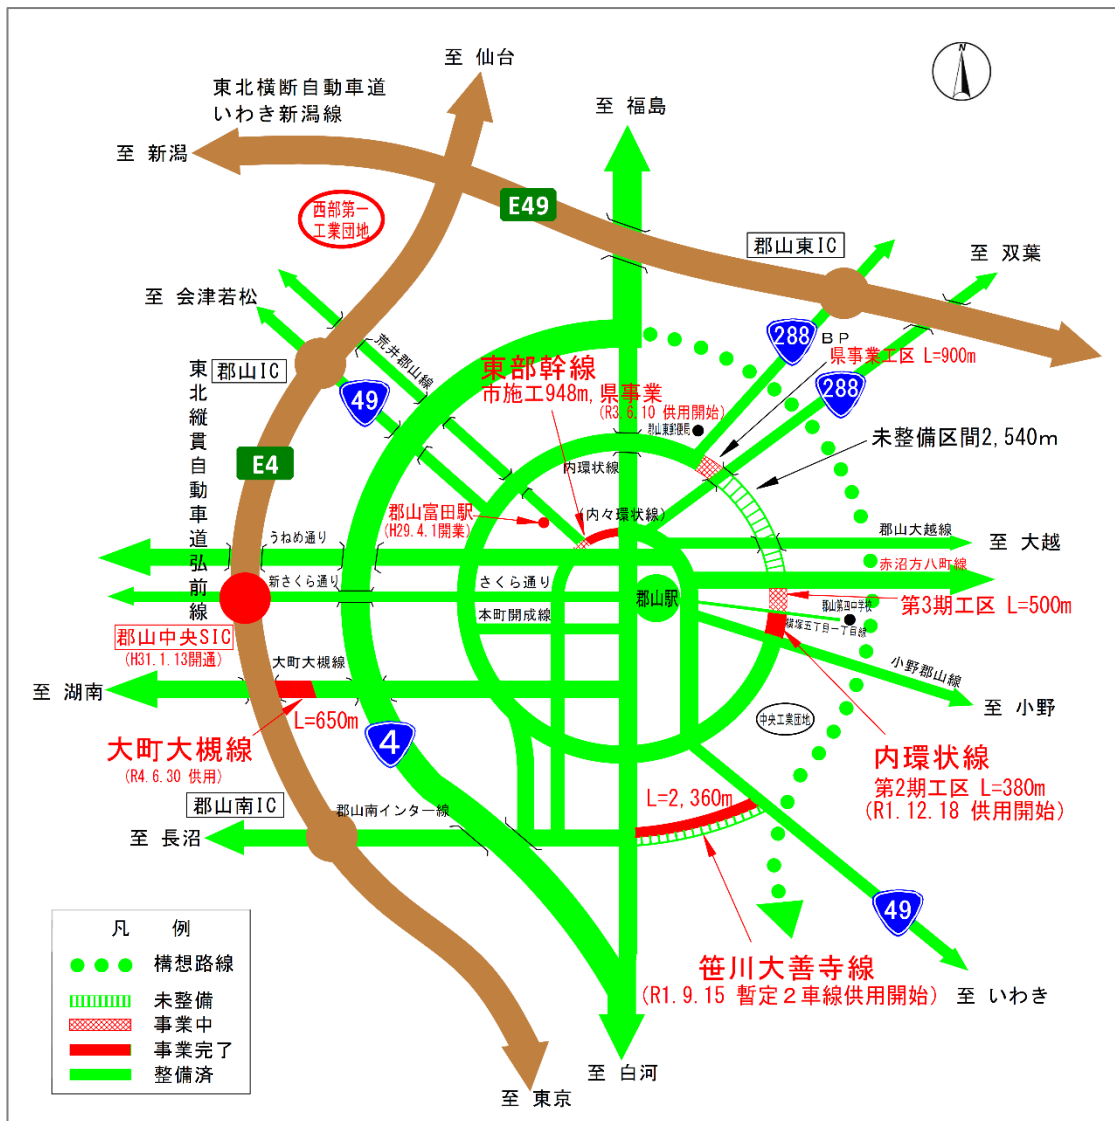 至 仙台
東北横断自動車道
いわき新潟線
至 福島
N
至 新潟
E49
西部第一
工業団地
郡山東IC
至 双葉
至 会津若松
288
BP
県事業工区 L=900m
荒井郡山線
東部幹線
市施工948m, 県事業
(R3.6.10 供用開始)
郡山IC
49
288
東北縦貫自動車道弘前線
郡山東郵便局
未整備区間2,540m
E4
内環状線
郡山富田駅
(H29.4.1開業)
(内々環状線)
郡山大越線
至 大越
うねめ通り
赤沼方八町線
新さくら通り
さくら通り
郡山駅
本町開成線
郡山第四中学校
第3期工区 L=500m
横塚五丁目一丁目線
郡山中央SIC
(H31.1.13開通)
大町大槻線
小野郡山線
至 湖南
L=650m
至 小野
中央工業団地
大町大槻線
(R4.6.30 供用)
4
内環状線
第2期工区 L=380m
(R1.12.18 供用開始)
郡山南IC
郡山南インター線
L=2,360m
至 長沼
49
凡 例
構想路線
未整備
事業中
事業完了
整備済
笹川大善寺線
(R1.9.15 暫定2車線供用開始)
至 いわき
至 白河
至 東京